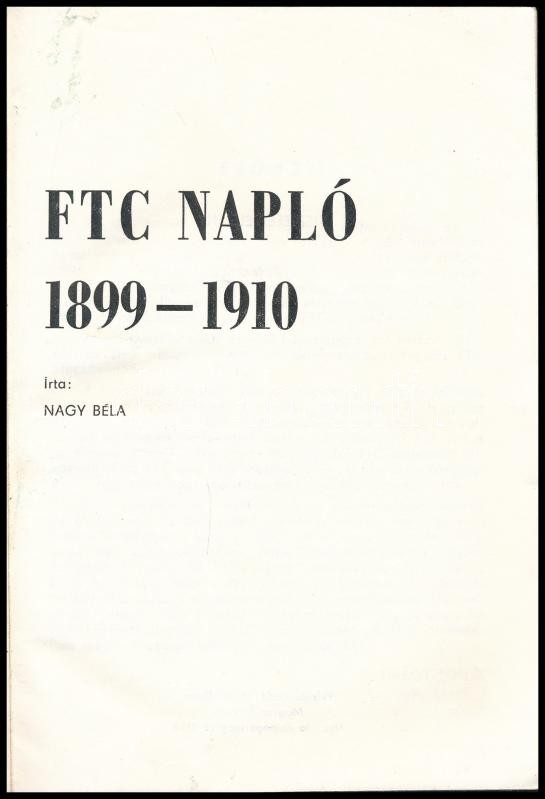 FTC NAPLÓ
1899—1910
Írta:
NAGY BÉLA